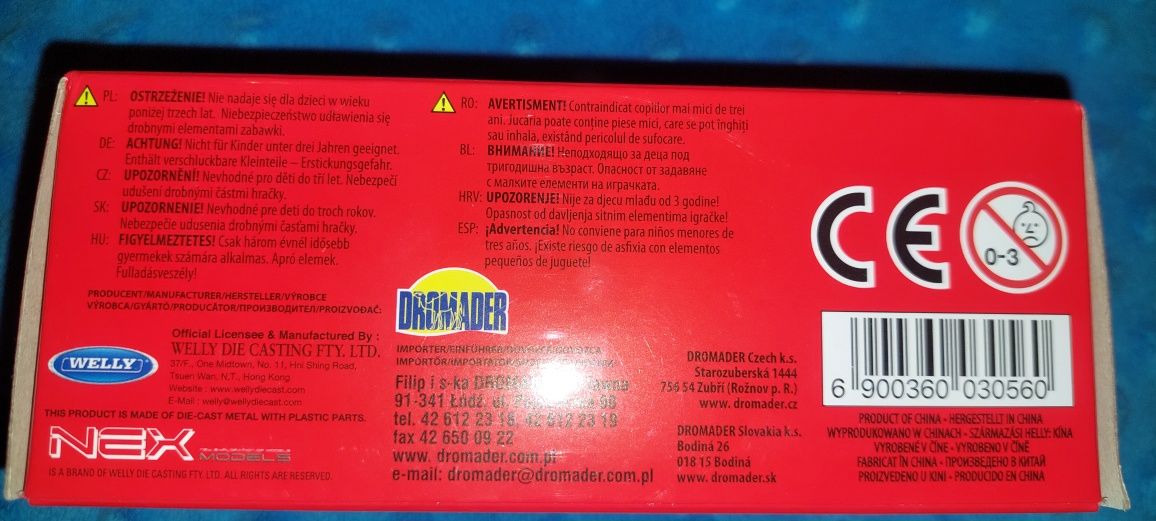 PL: OSTRZEŻENIE! Nie nadaje się dla dzieci w wieku
poniżej trzech lat. Niebezpieczeństwo udławienia się
drobnymi elementami zabawki.
DE: ACHTUNG! Nicht für Kinder unter drei Jahren geeignet.
Enthält verschluckbare Kleinteile – Erstickungsgefahr.
CZ: UPOZORNĚNÍ! Nevhodné pro děti do tří let. Nebezpečí
udušení drobnými částmi hračky.
SK: UPOZORNENIE! Nevhodné pre deti do troch rokov.
Nebezpečie udusenia drobnými časťami hračky.
HU: FIGYELMEZTETES! Csak három évnél idősebb
gyermekek számára alkalmas. Apró elemek.
Fulladásveszély!
PRODUCENT/MANUFACTURER/HERSTELLER/VÝROBCE
VÝROBCA/GYÁRTÓ/PRODUCĂTOR/ПРОИЗВОДИТЕЛ/PROIZVOĐAČ:
Official Licensee & Manufactured By :
WELLY DIE CASTING FTY. LTD.
37/F., One Midtown, No. 11, Hoi Shing Road,
Tsuen Wan, N.T., Hong Kong
Website : www.wellydiecast.com
E-Mail : welly@wellydiecast.com
WELLY
THIS PRODUCT IS MADE OF DIE-CAST METAL WITH PLASTIC PARTS.
NEX
MODELS
IS A BRAND OF WELLY DIE CASTING FTY. LTD. ALL RIGHTS ARE RESERVED.
RO: AVERTISMENT! Contraindicat copiilor mai mici de trei
ani. Jucăria poate conține piese mici, care se pot înghiți
sau inhala, existând pericolul de sufocare.
BL: ВНИМАНИЕ! Неподходящо за деца под
тригодишна възраст. Опасност от задавяне
с малките елементи на играчката.
HRV: UPOZORENJE! Nije za djecu mlađu od 3 godine!
Opasnost od davljenja sitnim elementima igračke!
ESP: ¡Advertencia! No conviene para niños menores de
tres años. ¡Existe riesgo de asfixia con elementos
pequeños de juguete!
DROMADER
IMPORTER/EINFÜHRER/DOVOZCE/DOVOZCA
Filip i s-ka
91-341 Łódź, ul.
tel. 42 612 23 18, 42 612 23 19
fax 42 650 09 22
www. dromader.com.pl
e-mail: dromader@dromader.com.pl
DROMADER Czech k.s.
Starozuberská 1444
756 54 Zubří (Rožnov p. R.)
www. dromader.cz
DROMADER Slovakia k.s.
Bodiná 26
018 15 Bodiná
www. dromader.sk
CE
0-3
6 900360 030560
PRODUCT OF CHINA - HERGESTELLT IN CHINA
WYPRODUKOWANO W CHINACH - SZÁRMAZÁSI HELLY: KÍNA
VYROBENÉ V ČÍNE - VYROBENO V ČÍNĚ
FABRICAT ÎN CHINA - ПРОИЗВЕДЕНО В КИТАЙ
PROIZVEDENO U KINI - PRODUCIDO EN CHINA